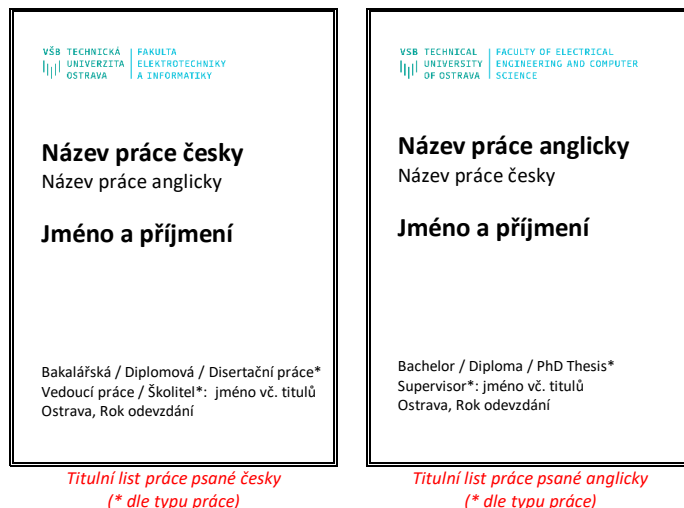 VŠB TECHNICKÁ
UNIVERZITA
OSTRAVA
FAKULTA
ELEKTROTECHNIKY
A INFORMATIKY
Název práce česky
Název práce anglicky
Jméno a příjmení
Bakalářská / Diplomová / Disertační práce*
Vedoucí práce / Školitel*: jméno vč. titulů
Ostrava, Rok odevzdání
Titulní list práce psané česky
(* dle typu práce)
VSB TECHNICAL
UNIVERSITY
OF OSTRAVA
FACULTY OF ELECTRICAL
ENGINEERING AND COMPUTER
SCIENCE
Název práce anglicky
Název práce česky
Jméno a příjmení
Bachelor / Diploma / PhD Thesis*
Supervisor*: jméno vč. titulů
Ostrava, Rok odevzdání
Titulní list práce psané anglicky
(* dle typu práce)